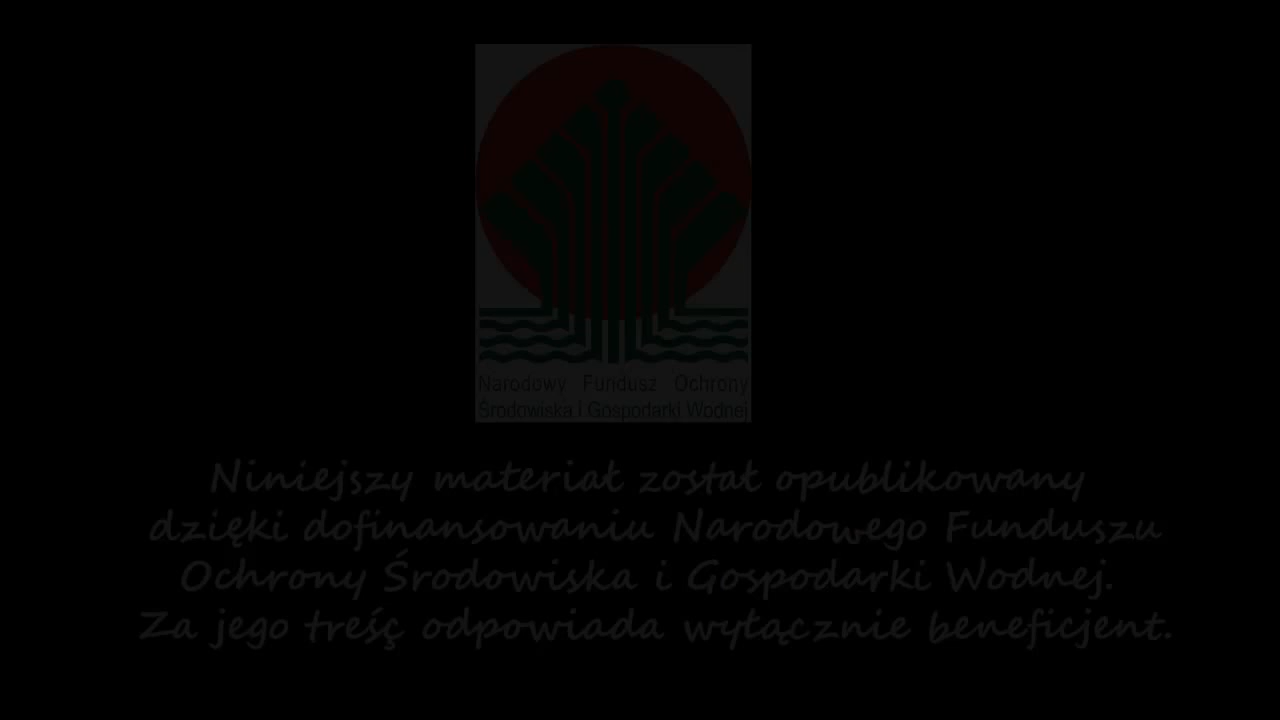 Narodowy Fundusz Ochrony
Środowiska i Gospodarki Wodnej
Niniejszy materiał został opublikowany
dzięki dofinansowaniu Narodowego Funduszu
Ochrony Środowiska i Gospodarki Wodnej.
Za jego treśç odpowiada wyłącznie beneficjent.